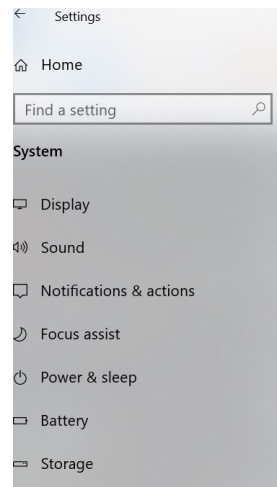 Settings
Home
Find a setting
System
Display
Sound
Notifications & actions
Focus assist
Power & sleep
Battery
Storage